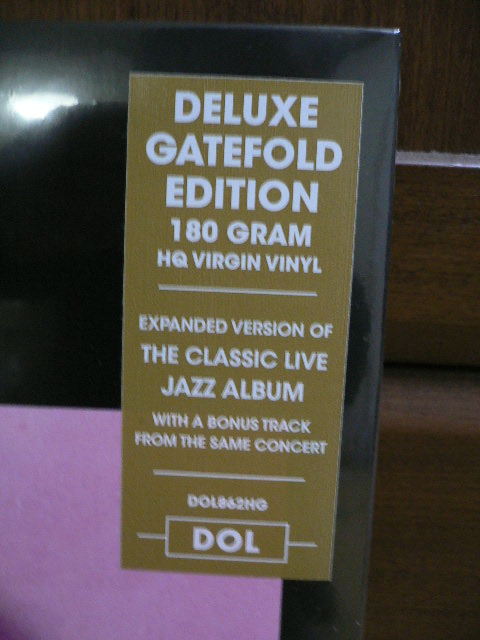 DELUXE
GATEFOLD
EDITION
180 GRAM
HQ VIRGIN VINYL
EXPANDED VERSION OF
THE CLASSIC LIVE
JAZZ ALBUM
WITH A BONUS TRACK
FROM THE SAME CONCERT
DOL862HG
DOL